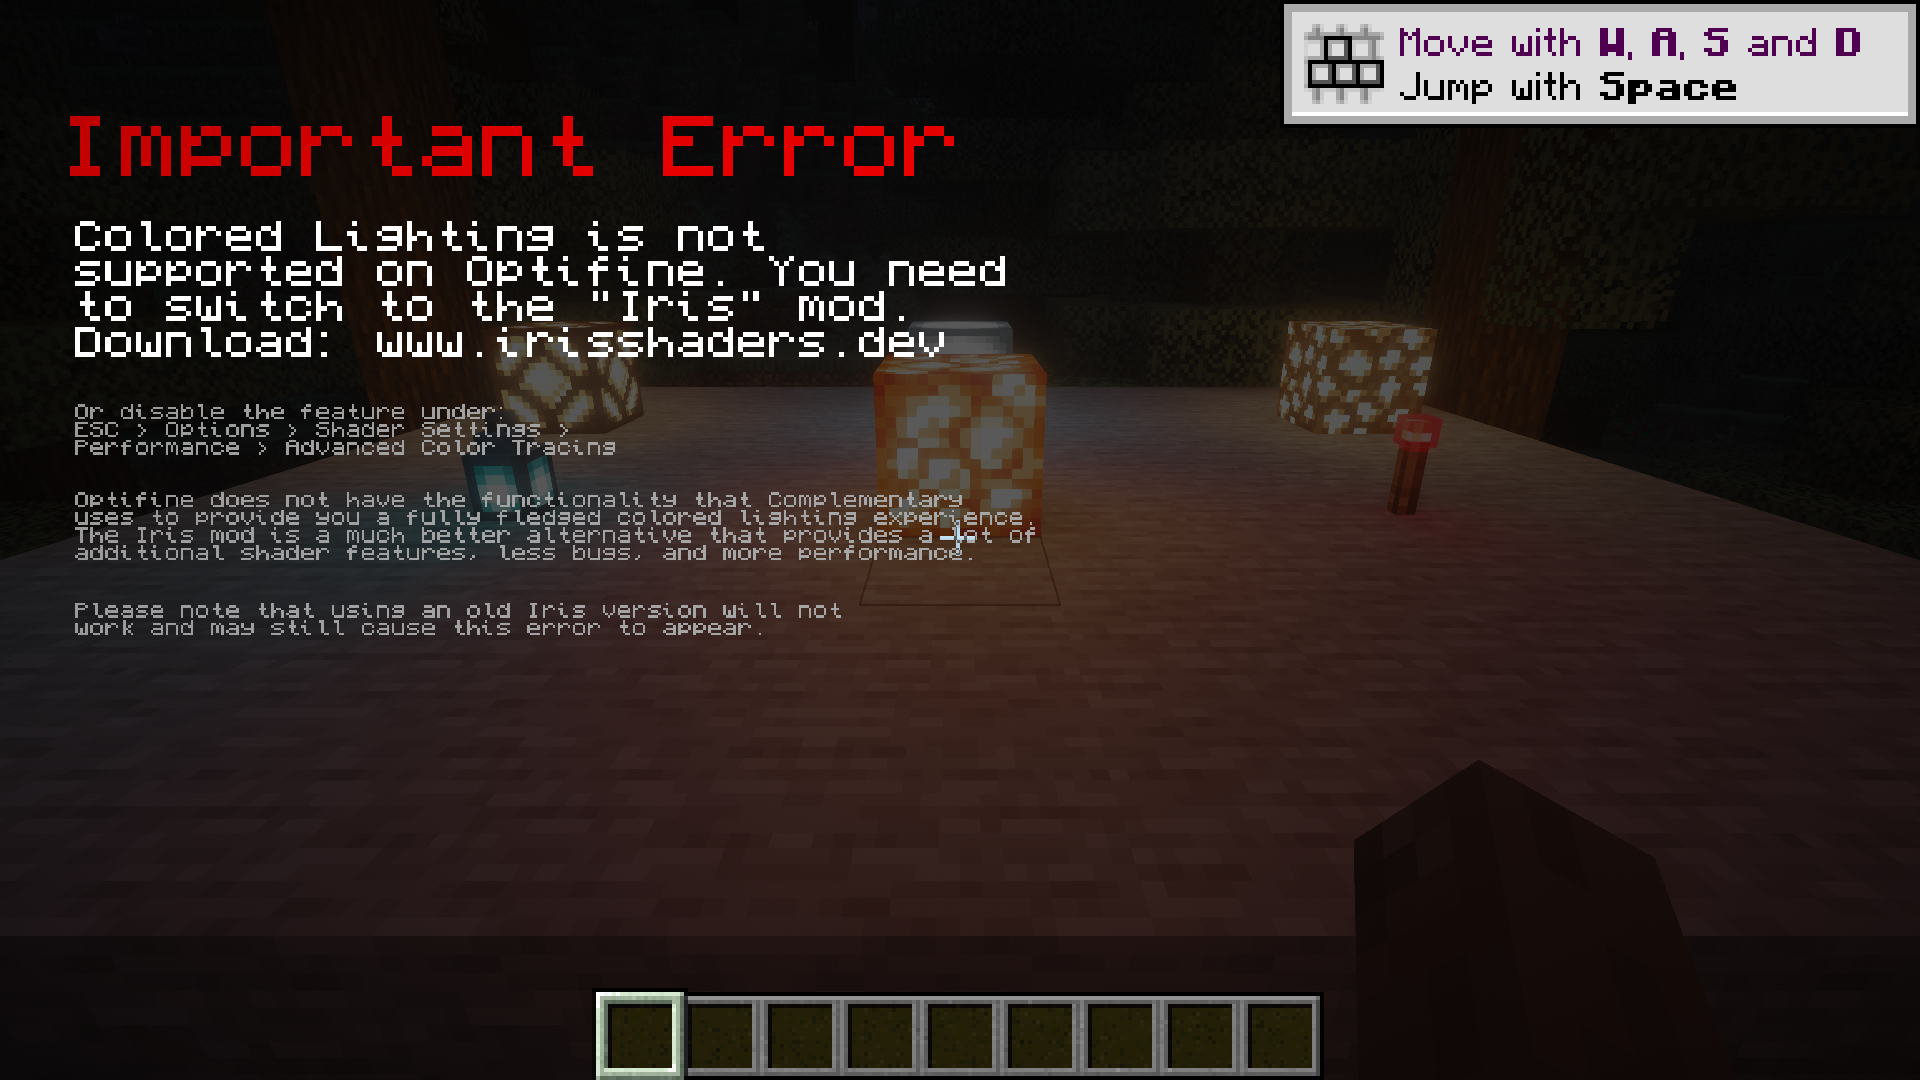 Move with W, A, S and D
Jump with Space
Important Error
Colored Lighting is not
supported on Optifine. You need
to switch to the "Iris" mod.
Download: www.irisshaders.dev
Or disable the feature under:
ESC > Options > Shader Settings >
Performance > Advanced Color Tracing
Optifine does not have the functionality that Complementary
uses to provide you a fully fledged colored lighting experience.
The Iris mod is a much better alternative that provides a lot of
additional shader features, less bugs, and more performance.
Please note that using an old Iris version will not
work and may still cause this error to appear.